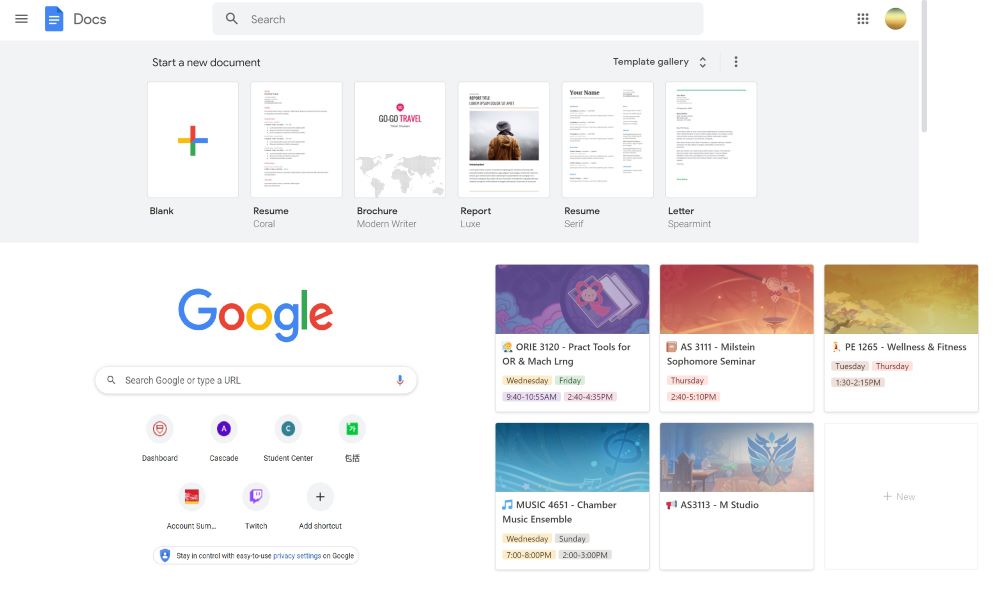 Docs
Search
Start a new document
Template gallery
GO-GO TRAVEL
REPORT TITLE
LOREM IPSUM DOLOR SIT AMET
Your Name
Blank
Resume
Coral
Brochure
Modern Writer
Report
Luxe
Resume
Serif
Letter
Spearmint
Google
Search Google or type a URL
Dashboard
A
Cascade
C
Student Center
包括
Account Sum...
Twitch
Add shortcut
Stay in control with easy-to-use privacy settings on Google
ORIE 3120 - Pract Tools for
OR & Mach Lrng
Wednesday Friday
9:40-10:55AM 2:40-4:35PM
AS 3111 - Milstein
Sophomore Seminar
Thursday
2:40-5:10PM
PE 1265 - Wellness & Fitness
Tuesday Thursday
1:30-2:15PM
MUSIC 4651 - Chamber
Music Ensemble
Wednesday Sunday
7:00-8:00PM 2:00-3:00PM
AS3113 - M Studio
+ New